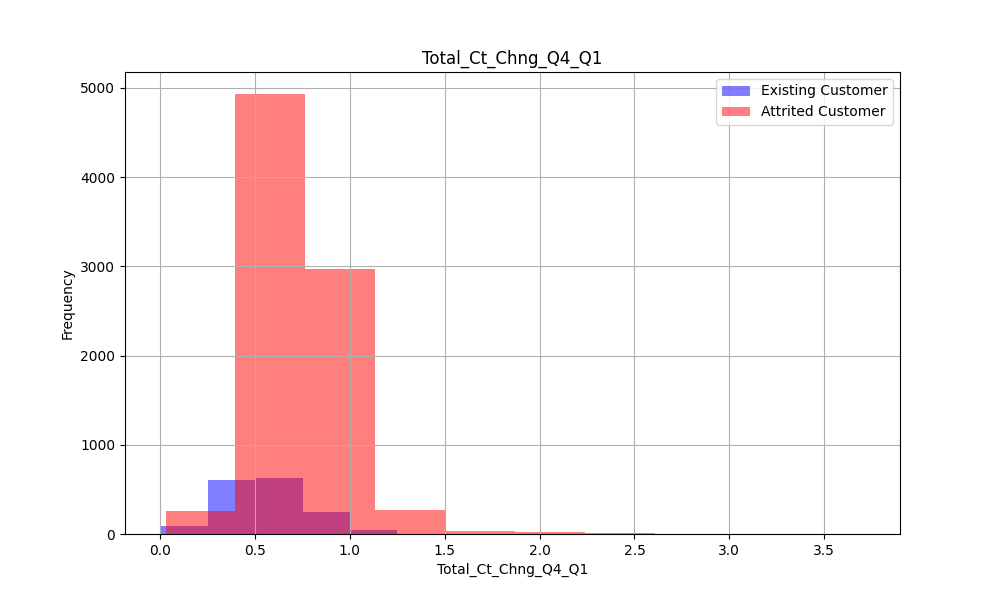 Total_Ct_Chng_Q4_Q1
Existing Customer
Attrited Customer
5000
4000
3000
2000
1000
0
Frequency
0.0 0.5 1.0 1.5 2.0 2.5 3.0 3.5
Total_Ct_Chng_Q4_Q1